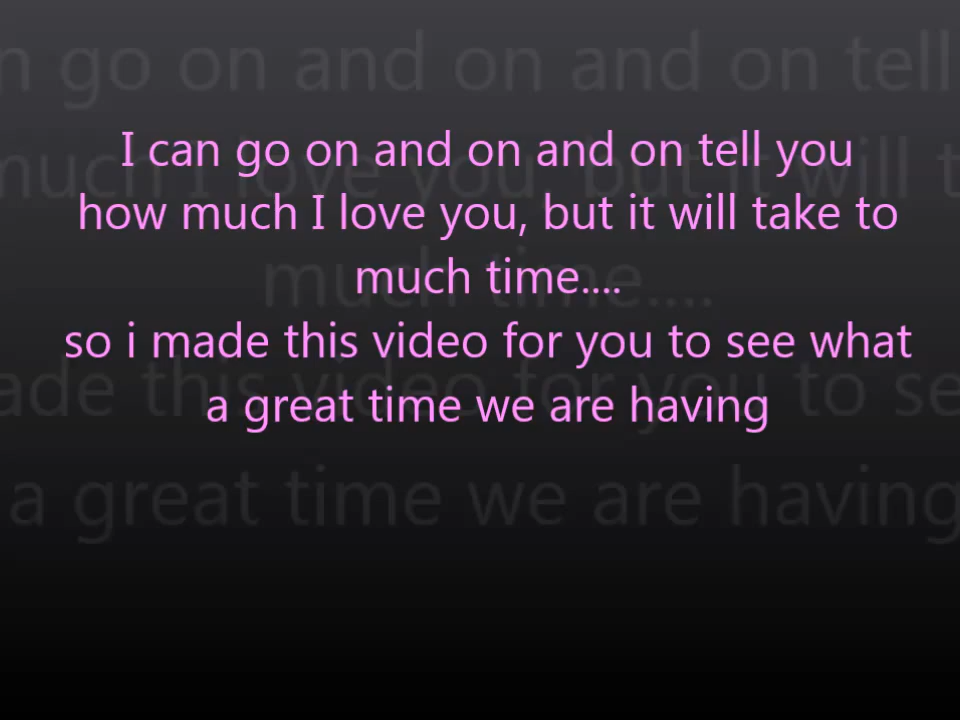 I can go on and on and on tell you
how much I love you, but it will take to
much time....
so i made this video for you to see what
a great time we are having